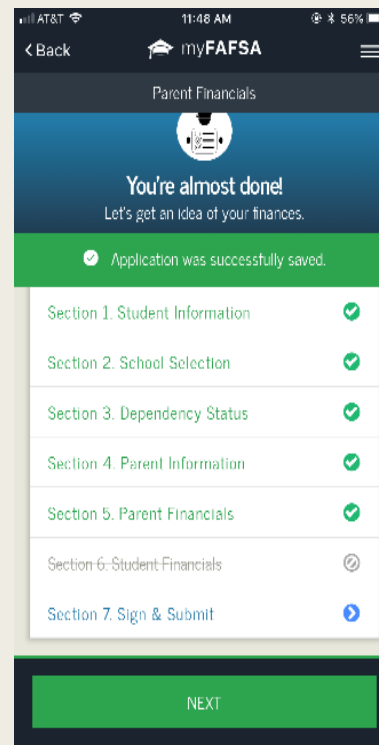 AT&T 11:48 AM 56%
Back myFAFSA
Parent Financials
You're almost done!
Let's get an idea of your finances.
Application was successfully saved.
Section 1. Student Information
Section 2. School Selection
Section 3. Dependency Status
Section 4. Parent Information
Section 5. Parent Financials
Section 6. Student Financials
Section 7. Sign & Submit
NEXT